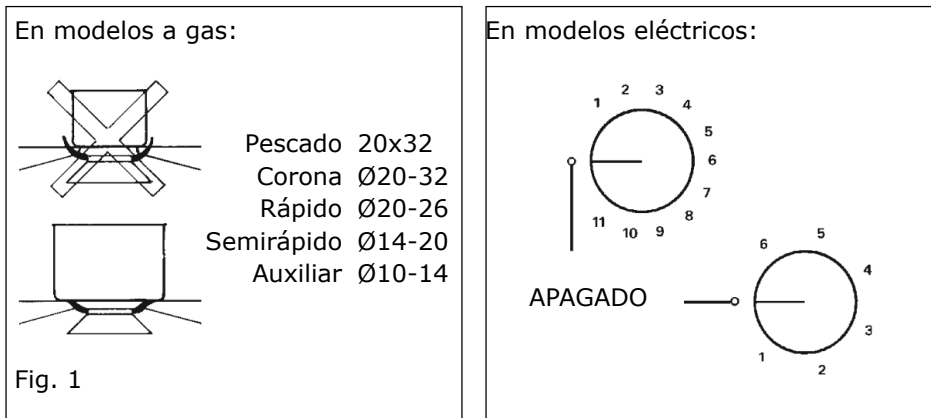 En modelos a gas:
Pescado 20x32
Corona Ø20-32
Rápido Ø20-26
Semirápido Ø14-20
Auxiliar Ø10-14
Fig. 1
En modelos eléctricos:
1 2 3 4 5 6 7 8 9 10 11
APAGADO
6 5 4 3 2 1